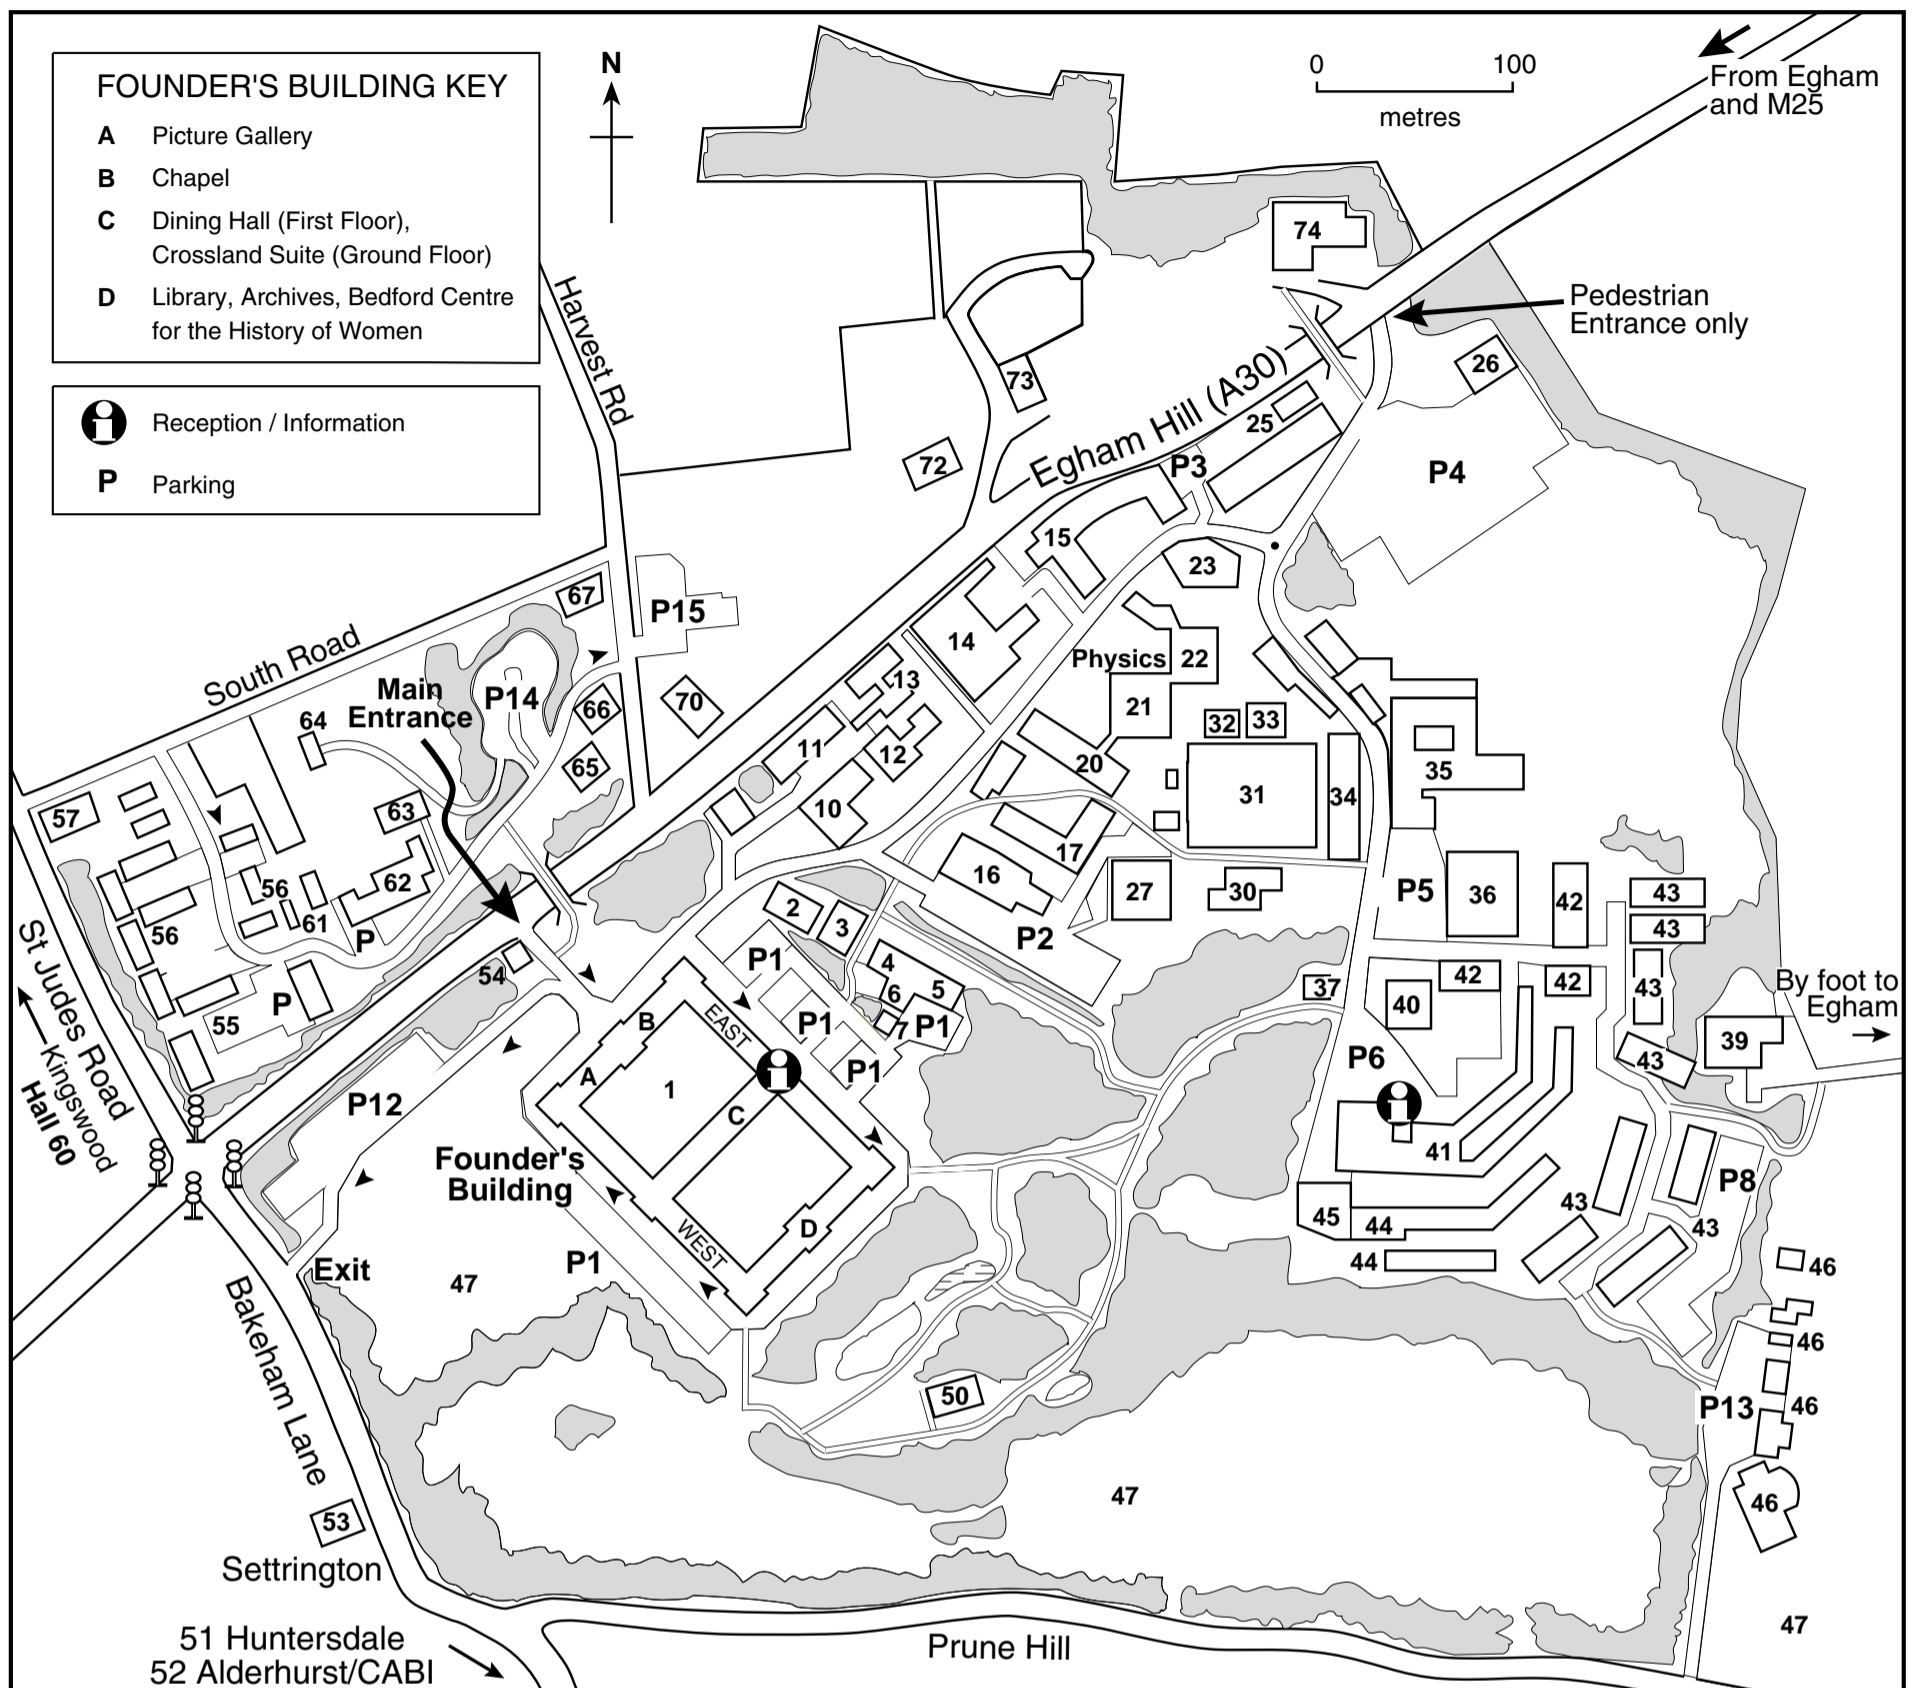 FOUNDER'S BUILDING KEY
A Picture Gallery
B Chapel
C Dining Hall (First Floor),
Crossland Suite (Ground Floor)
D Library, Archives, Bedford Centre
for the History of Women
i Reception / Information
P Parking
N
0 100
metres
From Egham
and M25
74
Pedestrian
Entrance only
Harvest Rd
26
73
Egham Hill (A30)
25
72
P3
P4
15
23
67
P15
South Road
14
Physics 22
Main
Entrance
P14
13
66
70
21
64
32
33
11
12
65
20
35
31
34
10
63
57
17
16
62
56
27
30
P5
36
42
43
61
2
3
43
56
P
P2
P1
4
5
6
54
42
42
43
37
By foot to
Egham
St Judes Road
55
P
B
EAST
P1
7
P1
40
39
Kingswood
Hall 60
A
1
i
P1
P6
43
P12
C
i
41
Founder's
Building
P8
45
44
43
43
D
WEST
P1
Exit
47
44
46
46
Bakeham Lane
50
P13
46
47
46
53
Settrington
47
51 Huntersdale
52 Alderhurst/CABI
Prune Hill